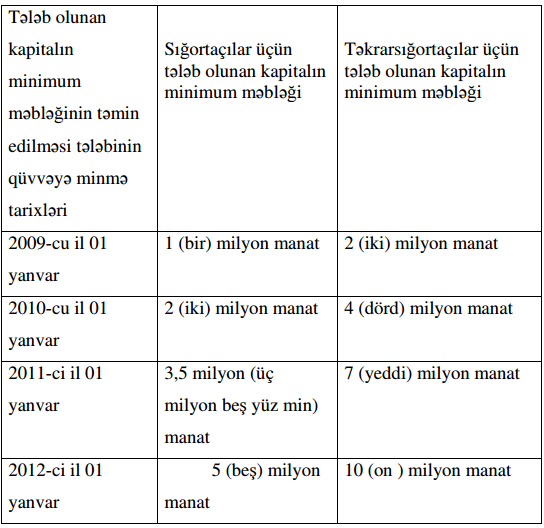 Tələb olunan
kapitalın
minimum
məbləğinin təmin
edilməsi tələbinin
qüvvəyə minmə
tarixləri
Sığortaçılar üçün
tələb olunan kapitalın
minimum məbləği
Təkrarsığortaçılar üçün
tələb olunan kapitalın
minimum məbləği
2009-cu il 01
yanvar
1 (bir) milyon manat
2 (iki) milyon manat
2010-cu il 01
yanvar
2 (iki) milyon manat
4 (dörd) milyon manat
2011-ci il 01
yanvar
3,5 milyon (üç
milyon beş yüz min)
manat
7 (yeddi) milyon manat
2012-ci il 01
yanvar
5 (beş) milyon
manat
10 (on ) milyon manat